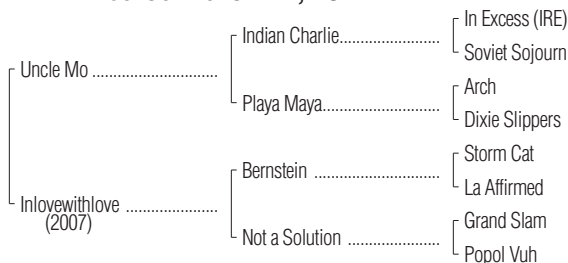 In Excess (IRE)
Indian Charlie
Soviet Sojourn
Uncle Mo
Arch
Playa Maya
Dixie Slippers
Storm Cat
Bernstein
La Affirmed
Inlovewithlove
(2007)
Grand Slam
Not a Solution
Popol Vuh